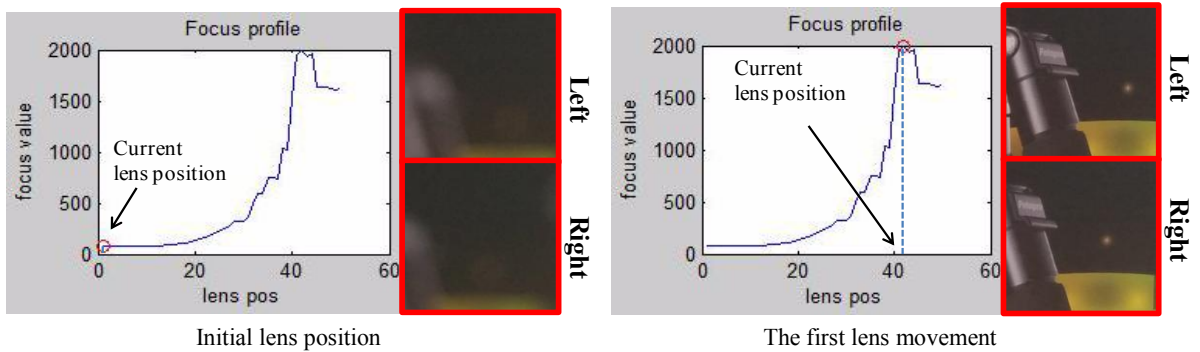 Focus profile
2000
1500
1000
500
0
focus value
Current
lens position
0
20
40
60
lens pos
Left
Right
Initial lens position
Focus profile
2000
1500
1000
500
0
focus value
Current
lens position
0
20
40
60
lens pos
Left
Right
The first lens movement